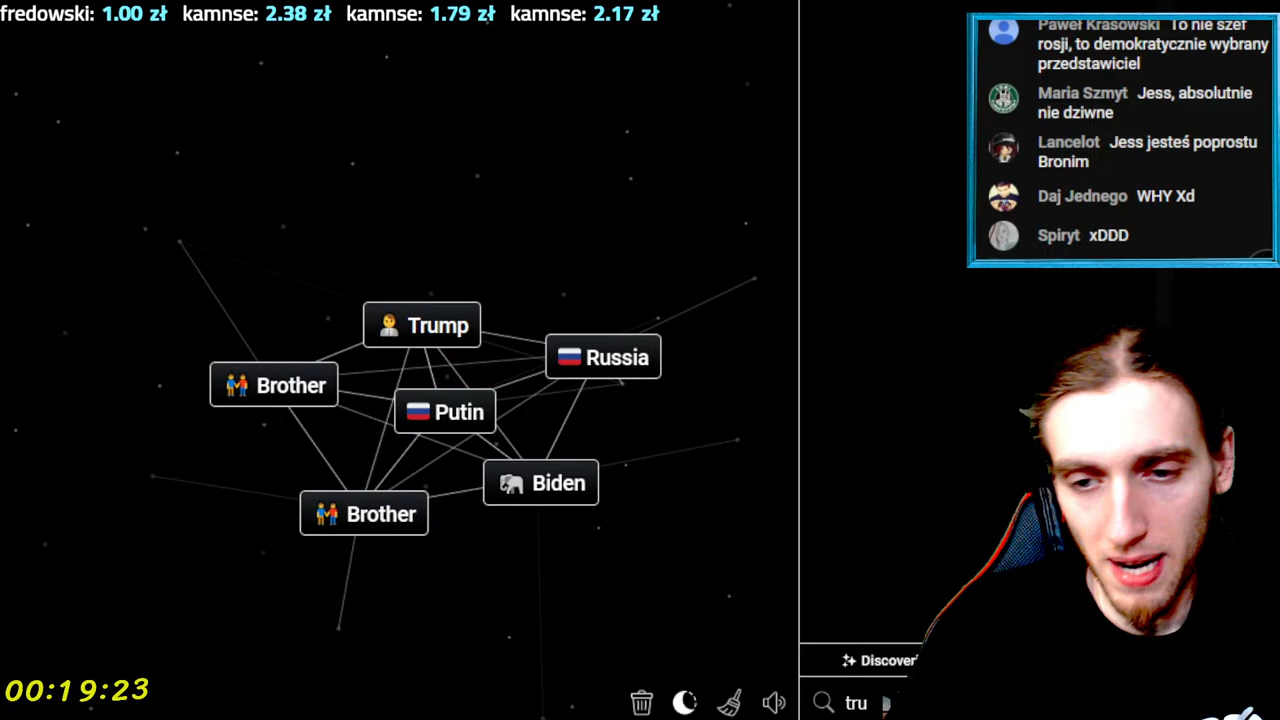 fredowski: 1.00 zł kamnse: 2.38 zł kamnse: 1.79 zł kamnse: 2.17 zł
Paweł Krasowski To nie szef
rosji, to demokratycznie wybrany
przedstawiciel
Maria Szmyt Jess, absolutnie
nie dziwne
Lancelot Jess jesteś poprostu
Bronim
Daj Jednego WHY Xd
Spiryt xDDD
Trump
Russia
Brother
Putin
Biden
Brother
Discover
00:19:23
tru